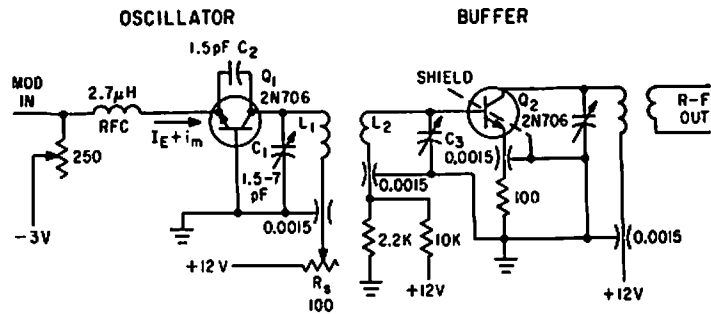 OSCILLATOR
BUFFER
1.5pF C2
Q1
2N706
MOD
IN
2.7μH
RFC
IE + im
250
-3V
C1
1.5-7
pF
L1
0.0015
+12V
Rs
100
SHIELD
Q2
2N706
L2
C3
0.0015
0.0015
100
2.2K
10K
+12V
R-F
OUT
0.0015
+12V